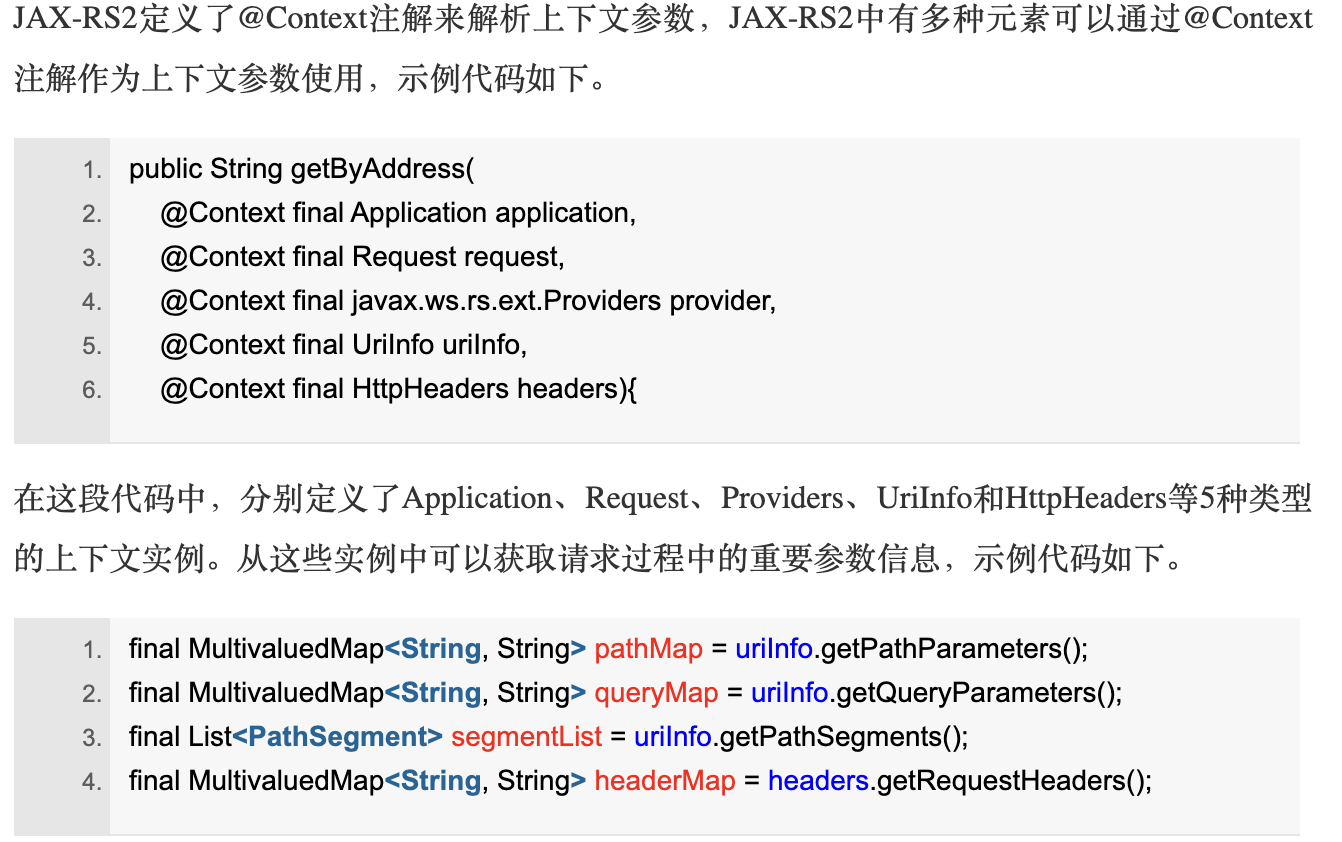 JAX-RS2定义了@Context注解来解析上下文参数，JAX-RS2中有多种元素可以通过@Context
注解作为上下文参数使用，示例代码如下。
1. public String getByAddress(
2. @Context final Application application,
3. @Context final Request request,
4. @Context final javax.ws.rs.ext.Providers provider,
5. @Context final UriInfo uriInfo,
6. @Context final HttpHeaders headers){
在这段代码中，分别定义了Application、Request、Providers、UriInfo和HttpHeaders等5种类型
的上下文实例。从这些实例中可以获取请求过程中的重要参数信息，示例代码如下。
1. final MultivaluedMap<String, String> pathMap = uriInfo.getPathParameters();
2. final MultivaluedMap<String, String> queryMap = uriInfo.getQueryParameters();
3. final List<PathSegment> segmentList = uriInfo.getPathSegments();
4. final MultivaluedMap<String, String> headerMap = headers.getRequestHeaders();